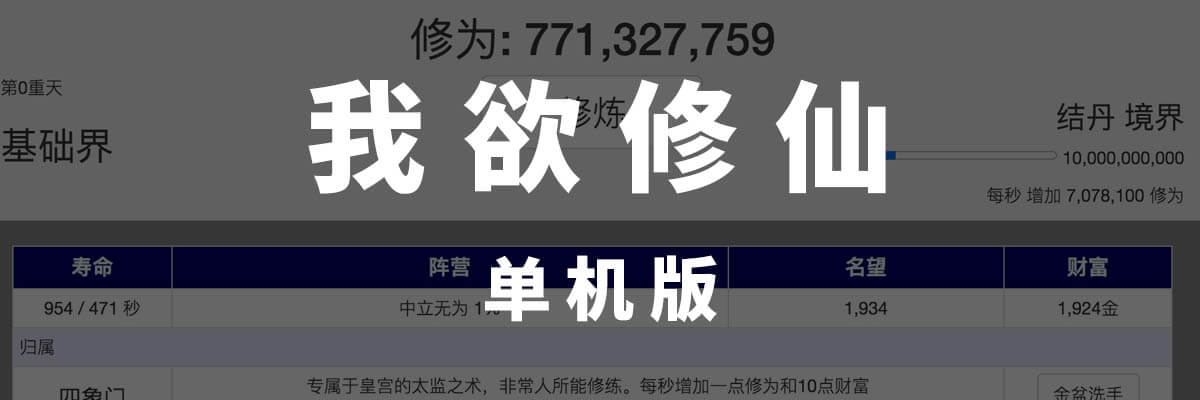 修为: 771,327,759
第0重天
我欲修仙
修炼
基础界
结丹 境界
10,000,000,000
每秒 增加 7,078,100 修为
寿命 阵营 名望 财富
单机版
954 / 471 秒 中立无为 1% 1,934 1,924金
归属
四象门 专属于皇宫的太监之术，非常人所能修练。每秒增加一点修为和10点财富 金盆洗手